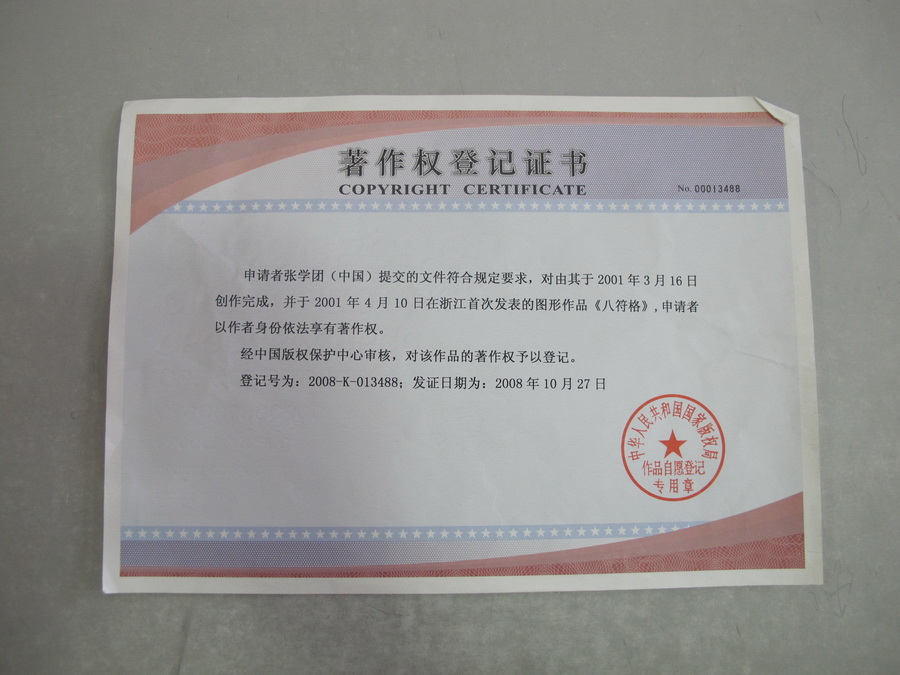 著作权登记证书
COPYRIGHT CERTIFICATE
No. 00013488
申请者张学团（中国）提交的文件符合规定要求，对由其于 2001 年 3 月 16 日
创作完成，并于 2001 年 4 月 10 日在浙江首次发表的图形作品《八符格》,申请者
以作者身份依法享有著作权。
经中国版权保护中心审核，对该作品的著作权予以登记。
登记号为：2008-K-013488；发证日期为：2008 年 10 月 27 日
中华人民共和国国家版权局
作品自愿登记
专用章